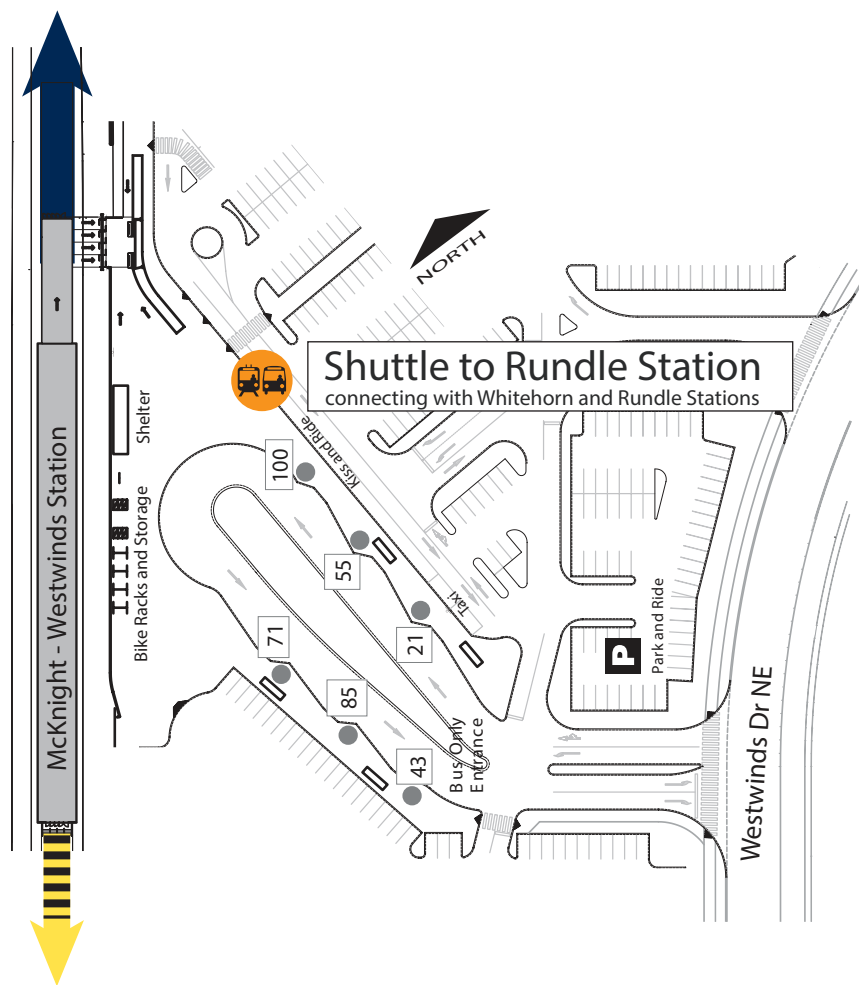 NORTH
Shuttle to Rundle Station
connecting with Whitehorn and Rundle Stations
McKnight - Westwinds Station
Shelter
Bike Racks and Storage
Kiss and Ride
100
55
21
Taxi
71
85
43
Bus Only
Entrance
P
Park and Ride
Westwinds Dr NE